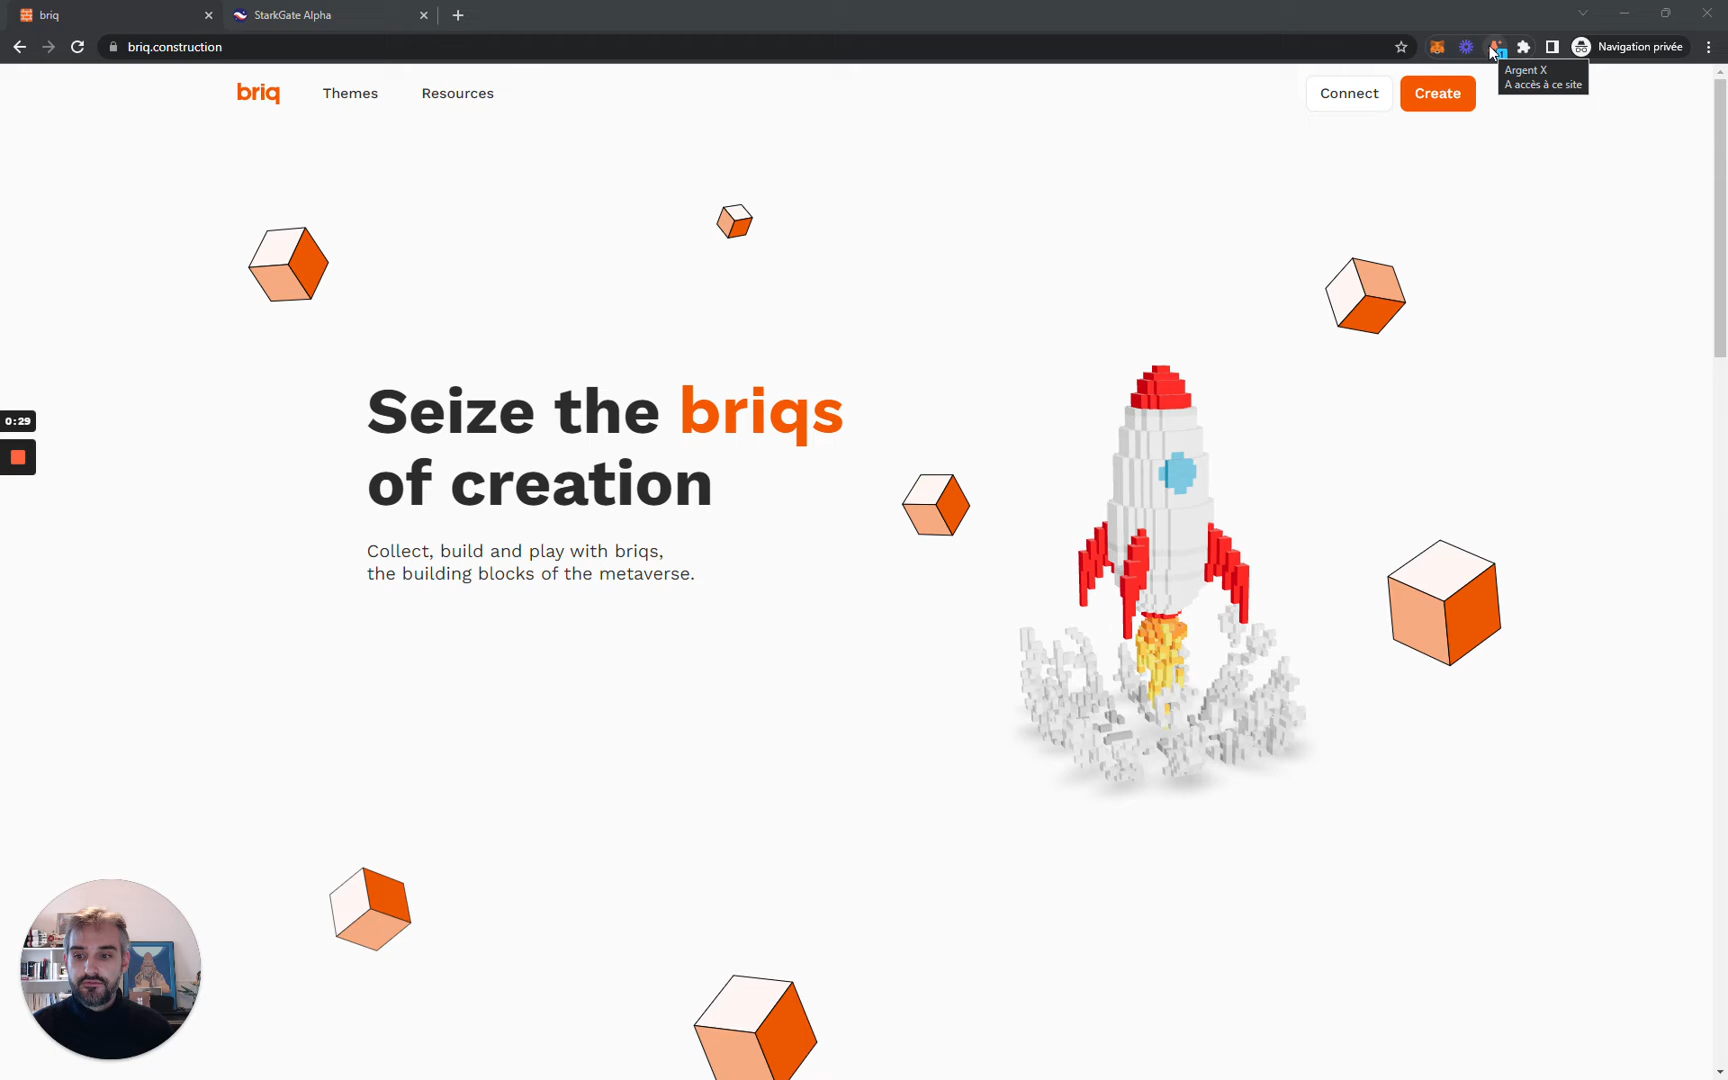 briq
StarkGate Alpha
briq.construction
1
Navigation privée
Argent X
A accès à ce site
briq
Themes
Resources
Connect
Create
Seize the briqs
of creation
Collect, build and play with briqs,
the building blocks of the metaverse.
0:29